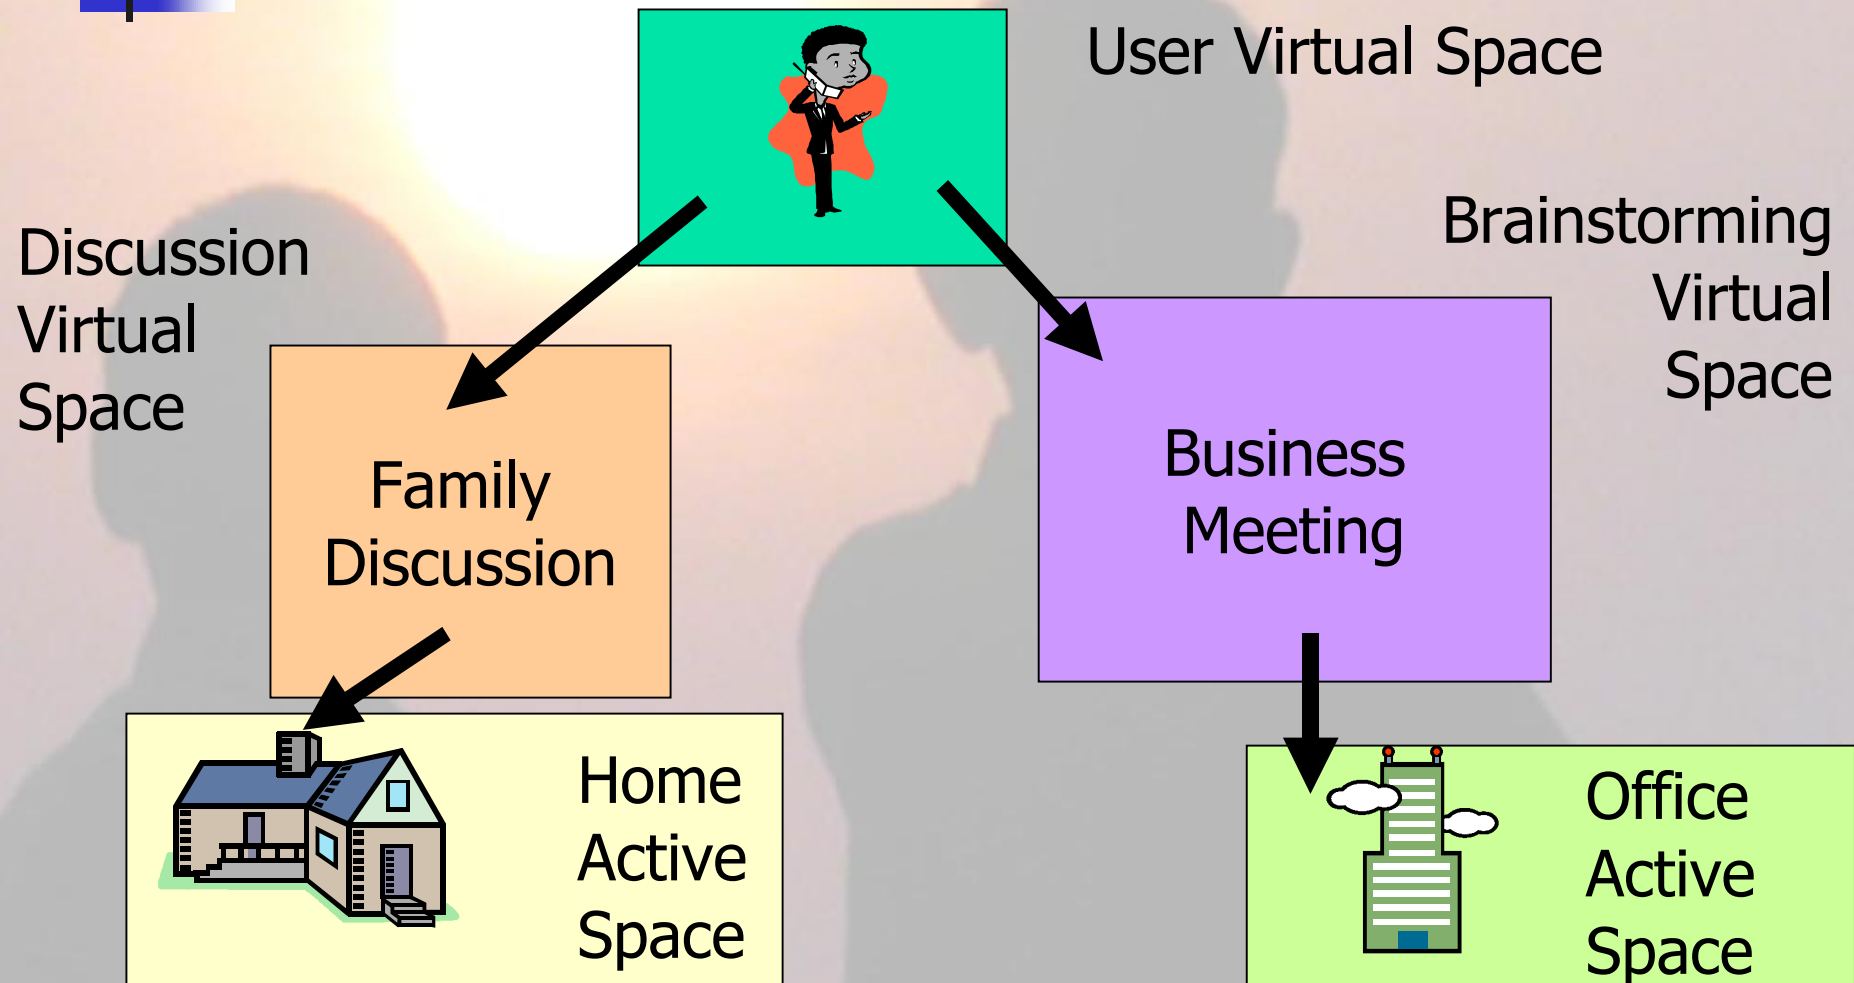 User Virtual Space
Discussion
Virtual
Space
Brainstorming
Virtual
Space
Family
Discussion
Business
Meeting
Home
Active
Space
Office
Active
Space